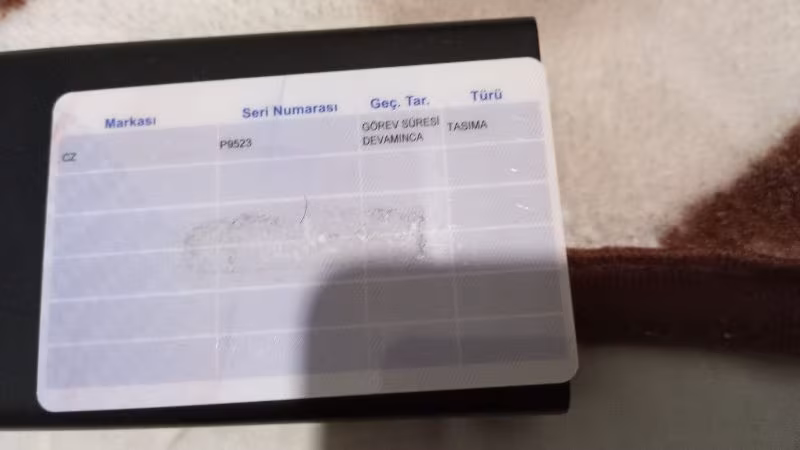 Markası Seri Numarası Geç. Tar. Türü
CZ P9523 GÖREV SÜRESİ TASIMA
DEVAMINCA